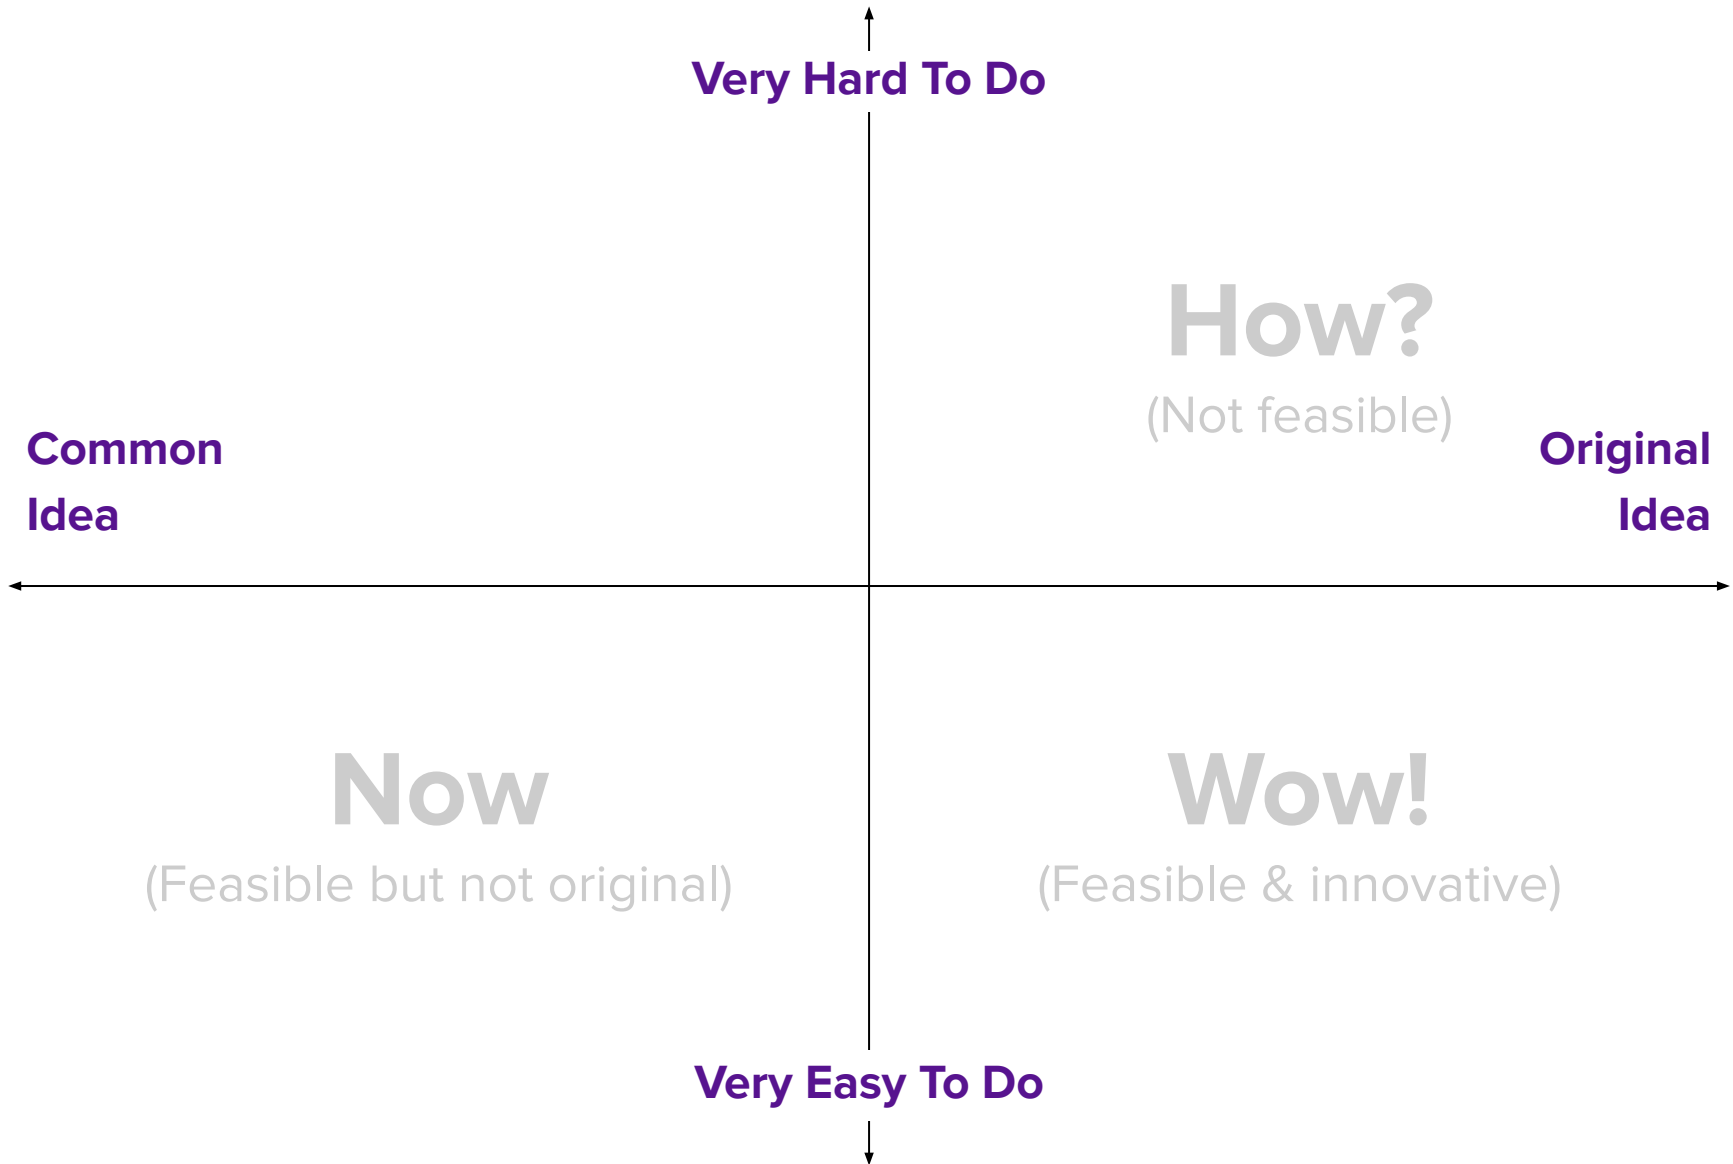 Very Hard To Do
How?
(Not feasible)
Common
Idea
Original
Idea
Now
(Feasible but not original)
Wow!
(Feasible & innovative)
Very Easy To Do